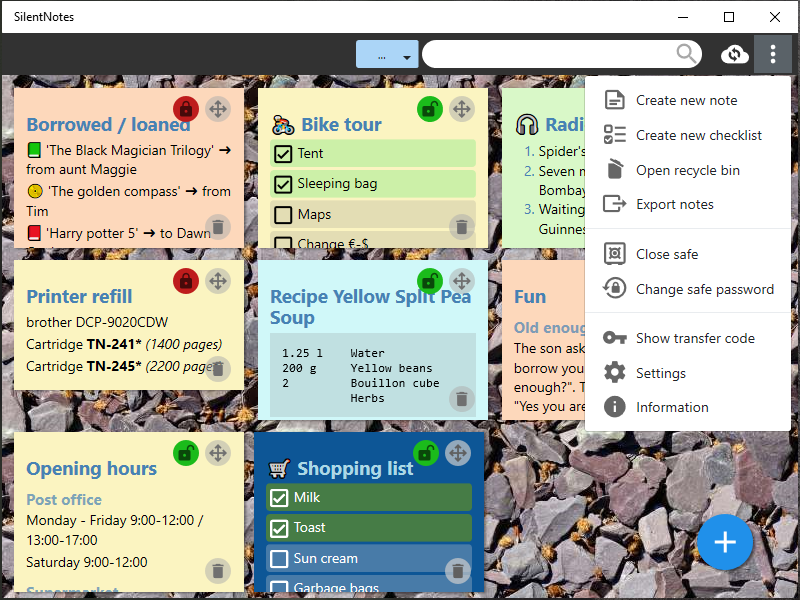 SilentNotes
...
Borrowed / loaned
'The Black Magician Trilogy' → from aunt Maggie
'The golden compass' → from Tim
'Harry potter 5' → to Dawn
Bike tour
Tent
Sleeping bag
Maps
Change €-$
1. Spider's
2. Seven
Bombay
3. Waiting
Guinnes
Create new note
Create new checklist
Open recycle bin
Export notes
Close safe
Change safe password
Show transfer code
Settings
Information
Printer refill
brother DCP-9020CDW
Cartridge TN-241* (1400 pages)
Cartridge TN-245* (2200 pages)
Recipe Yellow Split Pea
Soup
1.25 l Water
200 g Yellow beans
2 Bouillon cube
Herbs
Fun
Old enoug
The son ask
borrow you
enough?". T
"Yes you are
Opening hours
Post office
Monday - Friday 9:00-12:00 /
13:00-17:00
Saturday 9:00-12:00
Supermarket
Shopping list
Milk
Toast
Sun cream
Garbage bags